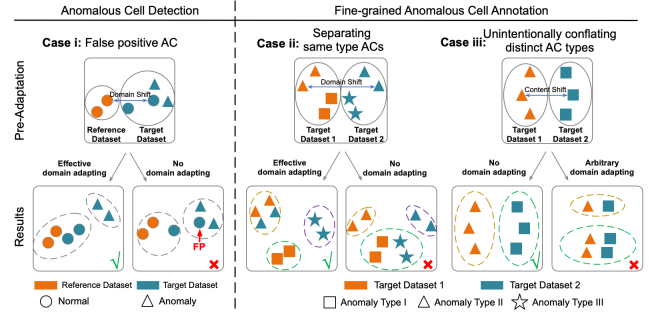 Anomalous Cell Detection
Fine-grained Anomalous Cell Annotation
Pre-Adaptation
Case i: False positive AC
Case ii:
Separating
same type ACs
Case iii:
Unintentionally conflating
distinct AC types
Domain Shift
Reference
Dataset
Target
Dataset
Domain Shift
Target
Dataset 1
Target
Dataset 2
Content Shift
Target
Dataset 1
Target
Dataset 2
Effective
domain adapting
No
domain adapting
Effective
domain adapting
No
domain adapting
No
domain adapting
Arbitrary
domain adapting
Results
FP
Reference Dataset
Target Dataset
Normal
Anomaly
Target Dataset 1
Target Dataset 2
Anomaly Type I
Anomaly Type II
Anomaly Type III